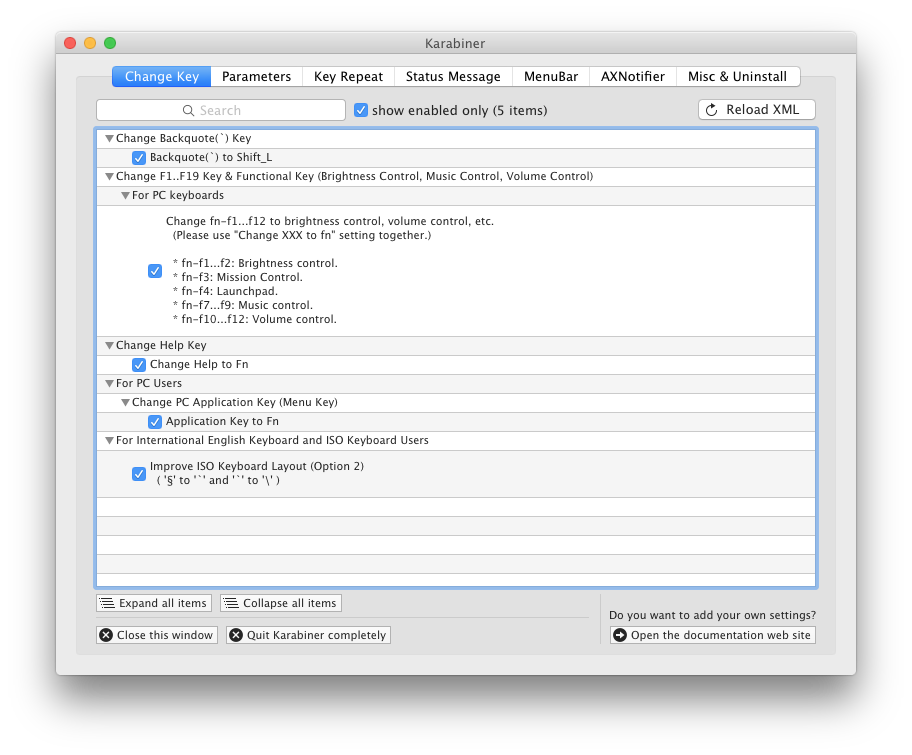 Karabiner
Change Key
Parameters
Key Repeat
Status Message
MenuBar
AXNotifier
Misc & Uninstall
Search
show enabled only (5 items)
Reload XML
Change Backquote(`) Key
Backquote(`) to Shift_L
Change F1..F19 Key & Functional Key (Brightness Control, Music Control, Volume Control)
For PC keyboards
Change fn-f1...f12 to brightness control, volume control, etc.
(Please use "Change XXX to fn" setting together.)
* fn-f1...f2: Brightness control.
* fn-f3: Mission Control.
* fn-f4: Launchpad.
* fn-f7...f9: Music control.
* fn-f10...f12: Volume control.
Change Help Key
Change Help to Fn
For PC Users
Change PC Application Key (Menu Key)
Application Key to Fn
For International English Keyboard and ISO Keyboard Users
Improve ISO Keyboard Layout (Option 2)
( '§' to '`' and '`' to '\' )
Expand all items
Collapse all items
Do you want to add your own settings?
Close this window
Quit Karabiner completely
Open the documentation web site